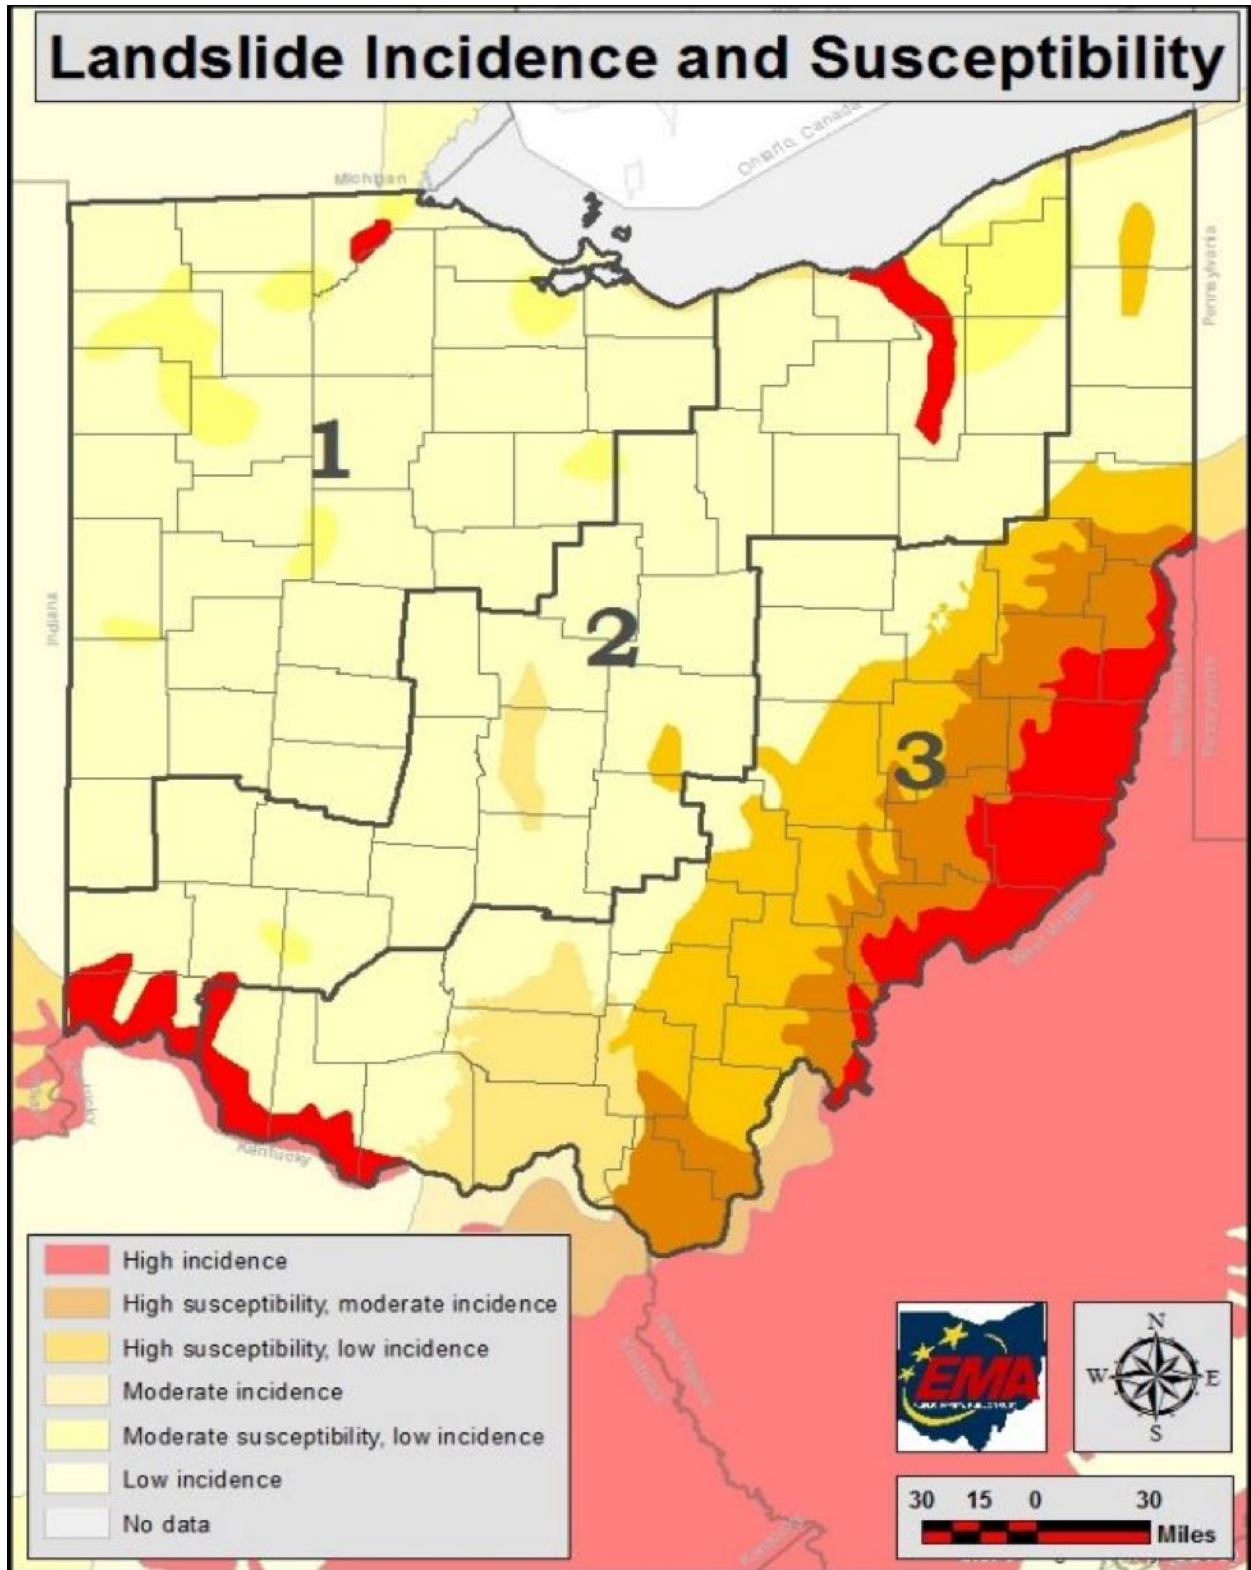 Landslide Incidence and Susceptibility
Ontario, Canada
Michigan
Pennsylvania
1
Indiana
2
3
West Virginia
Kentucky
High incidence
High susceptibility, moderate incidence
High susceptibility, low incidence
Moderate incidence
Moderate susceptibility, low incidence
Low incidence
No data
EMA
N
W E
S
30 15 0 30
Miles